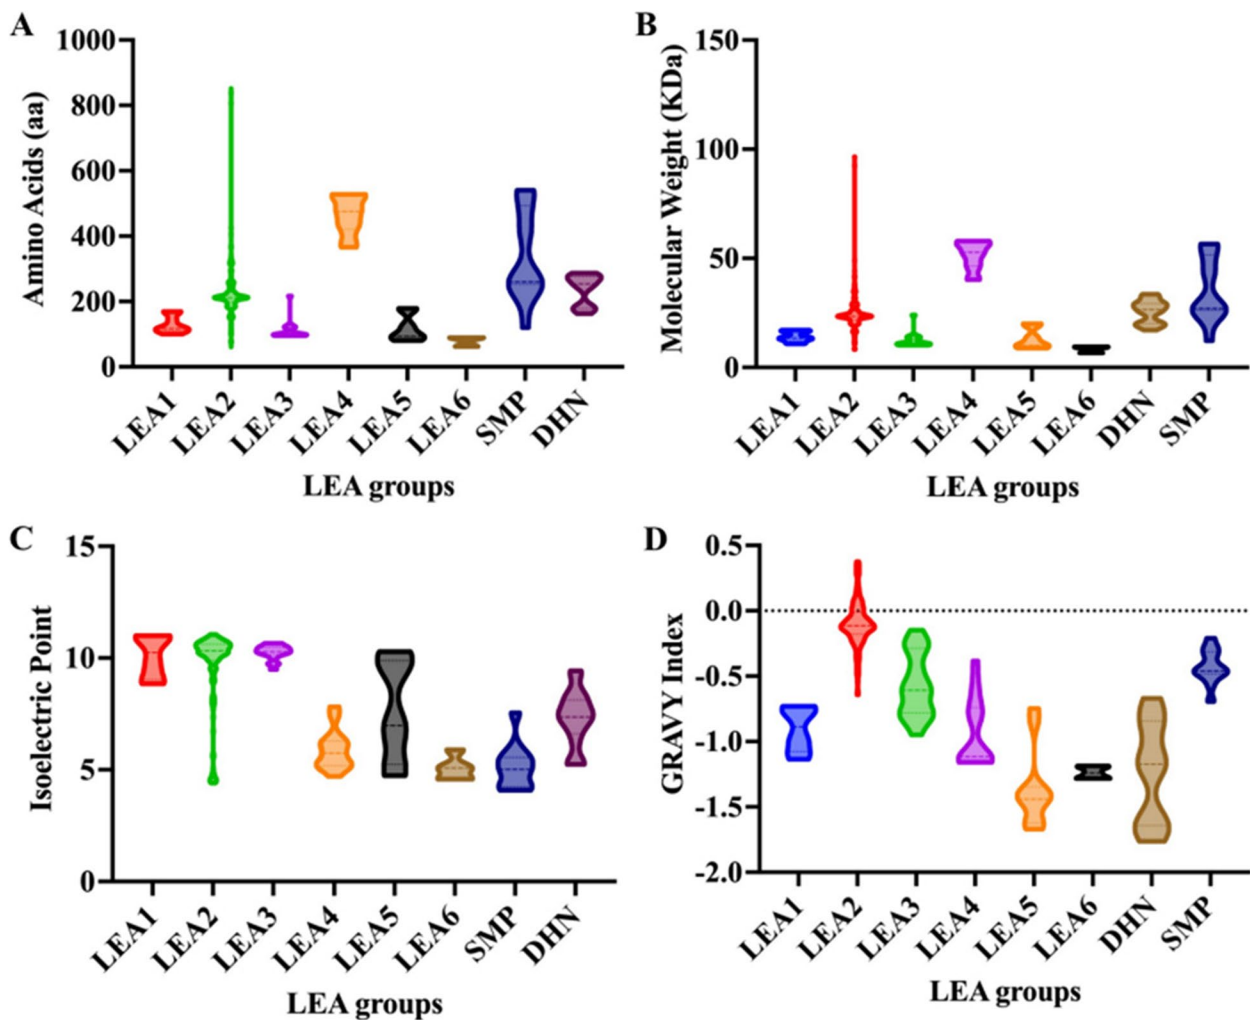 A
Amino Acids (aa)
1000
800
600
400
200
0
LEA1
LEA2
LEA3
LEA4
LEA5
LEA6
SMP
DHN
LEA groups
B
Molecular Weight (KDa)
150
100
50
0
LEA1
LEA2
LEA3
LEA4
LEA5
LEA6
DHN
SMP
LEA groups
C
Isoelectric Point
15
10
5
0
LEA1
LEA2
LEA3
LEA4
LEA5
LEA6
SMP
DHN
LEA groups
D
GRAVY Index
0.5
0.0
-0.5
-1.0
-1.5
-2.0
LEA1
LEA2
LEA3
LEA4
LEA5
LEA6
DHN
SMP
LEA groups